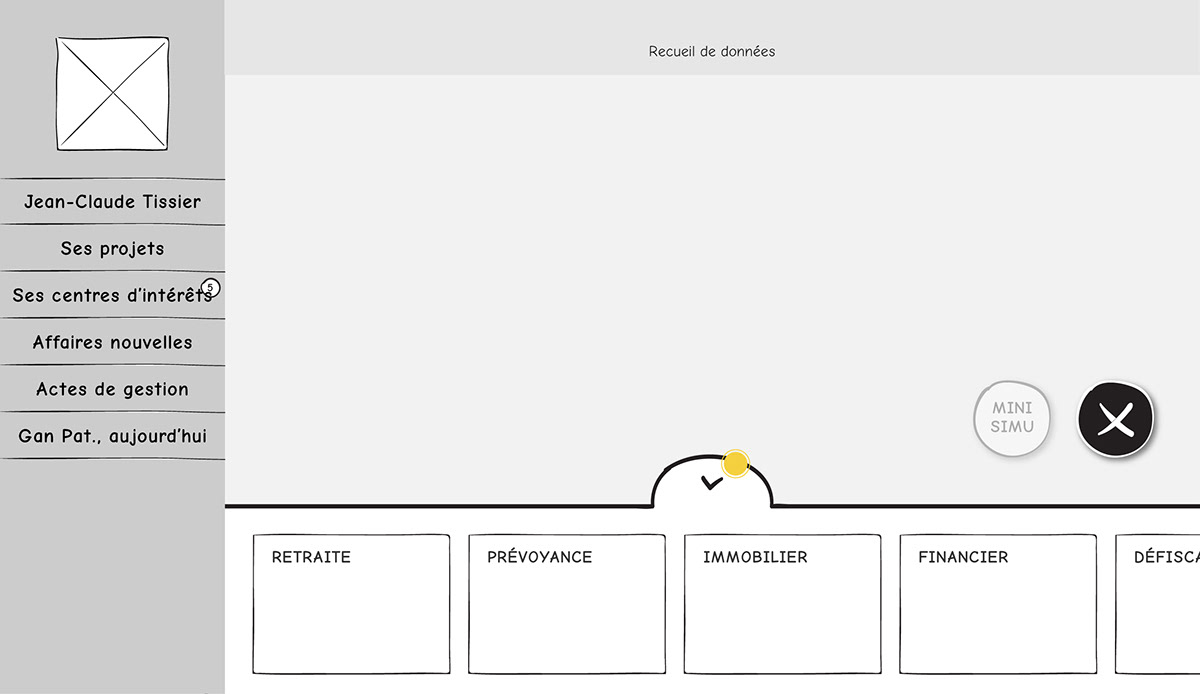 Recueil de données
Jean-Claude Tissier
Ses projets
Ses centres d'intérêts
5
Affaires nouvelles
Actes de gestion
Gan Pat., aujourd'hui
MINI
SIMU
RETRAITE
PRÉVOYANCE
IMMOBILIER
FINANCIER
DÉFISCA